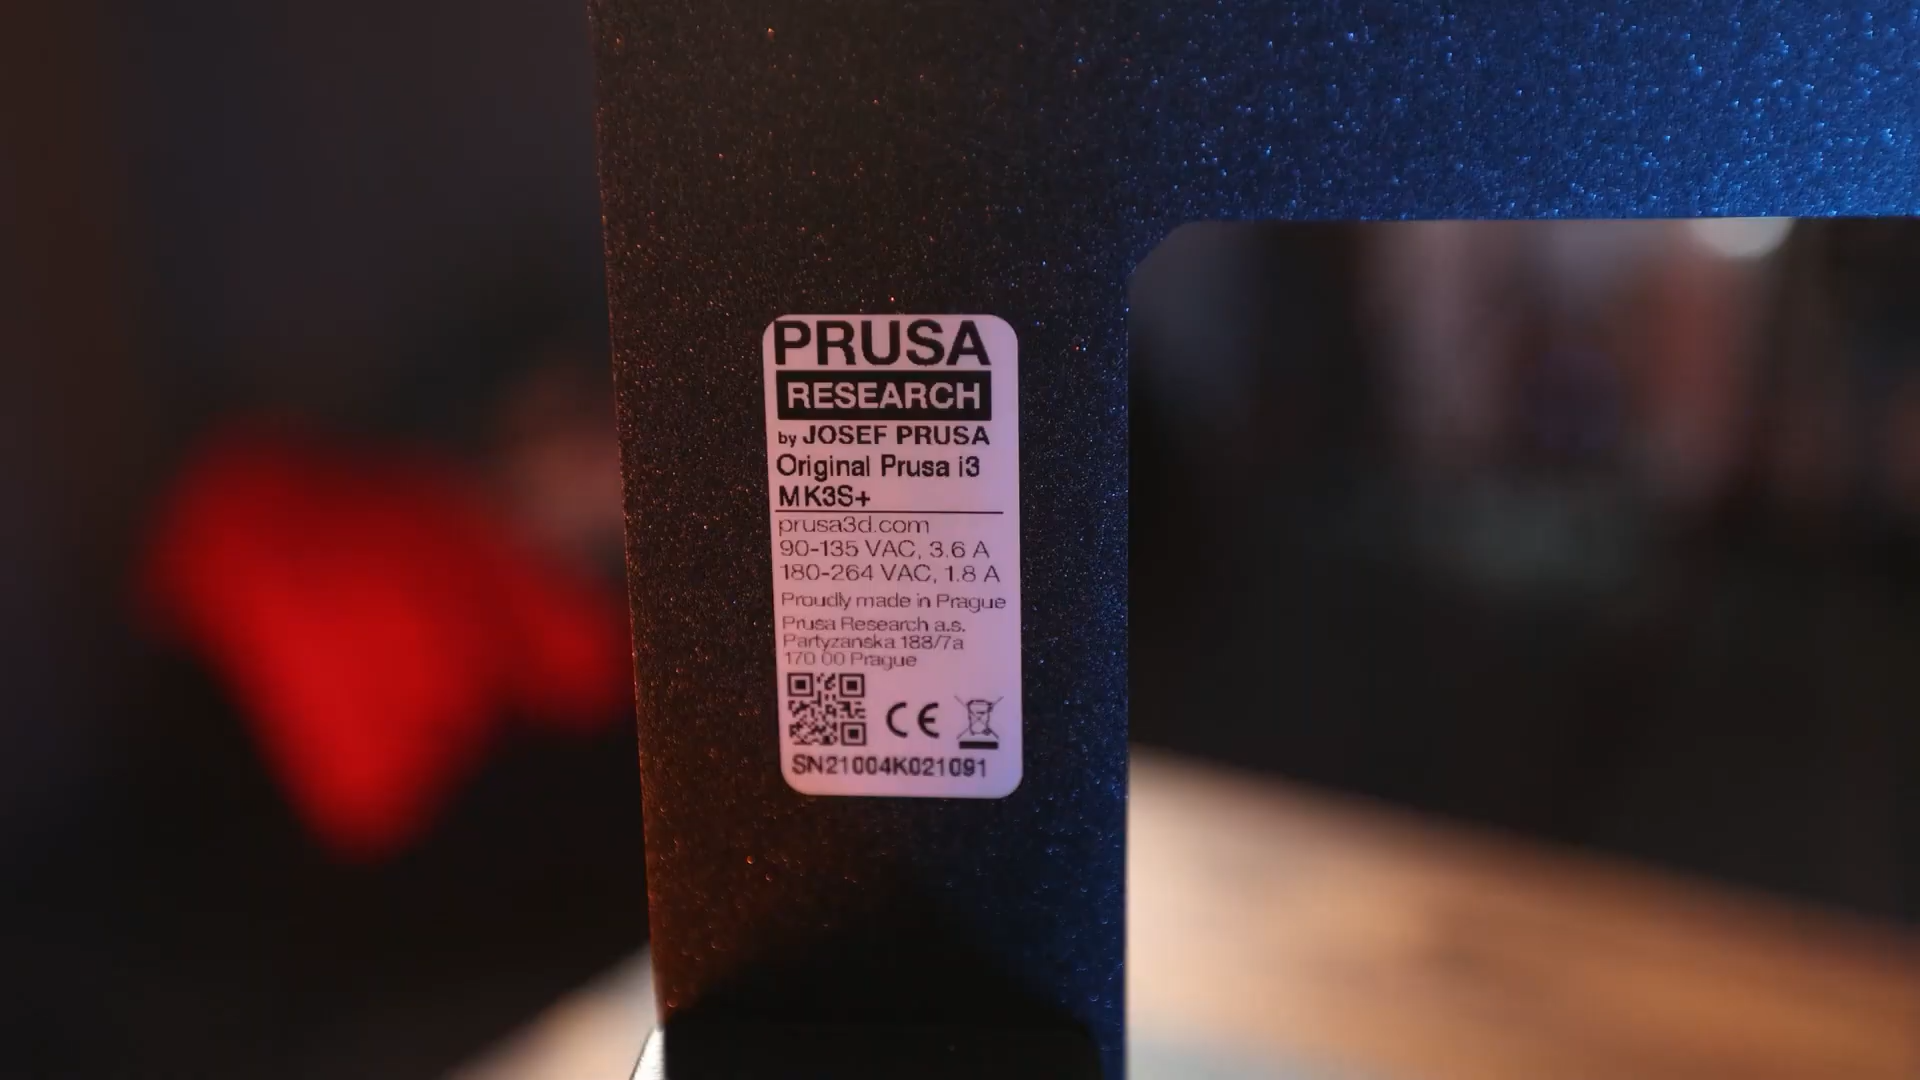 PRUSA
RESEARCH
by JOSEF PRUSA
Original Prusa i3
MK3S+
prusa3d.com
90-135 VAC, 3.6 A
180-264 VAC, 1.8 A
Proudly made in Prague
Prusa Research a.s.
Partyzanska 188/7a
170 00 Prague
CE
SN21004K021091